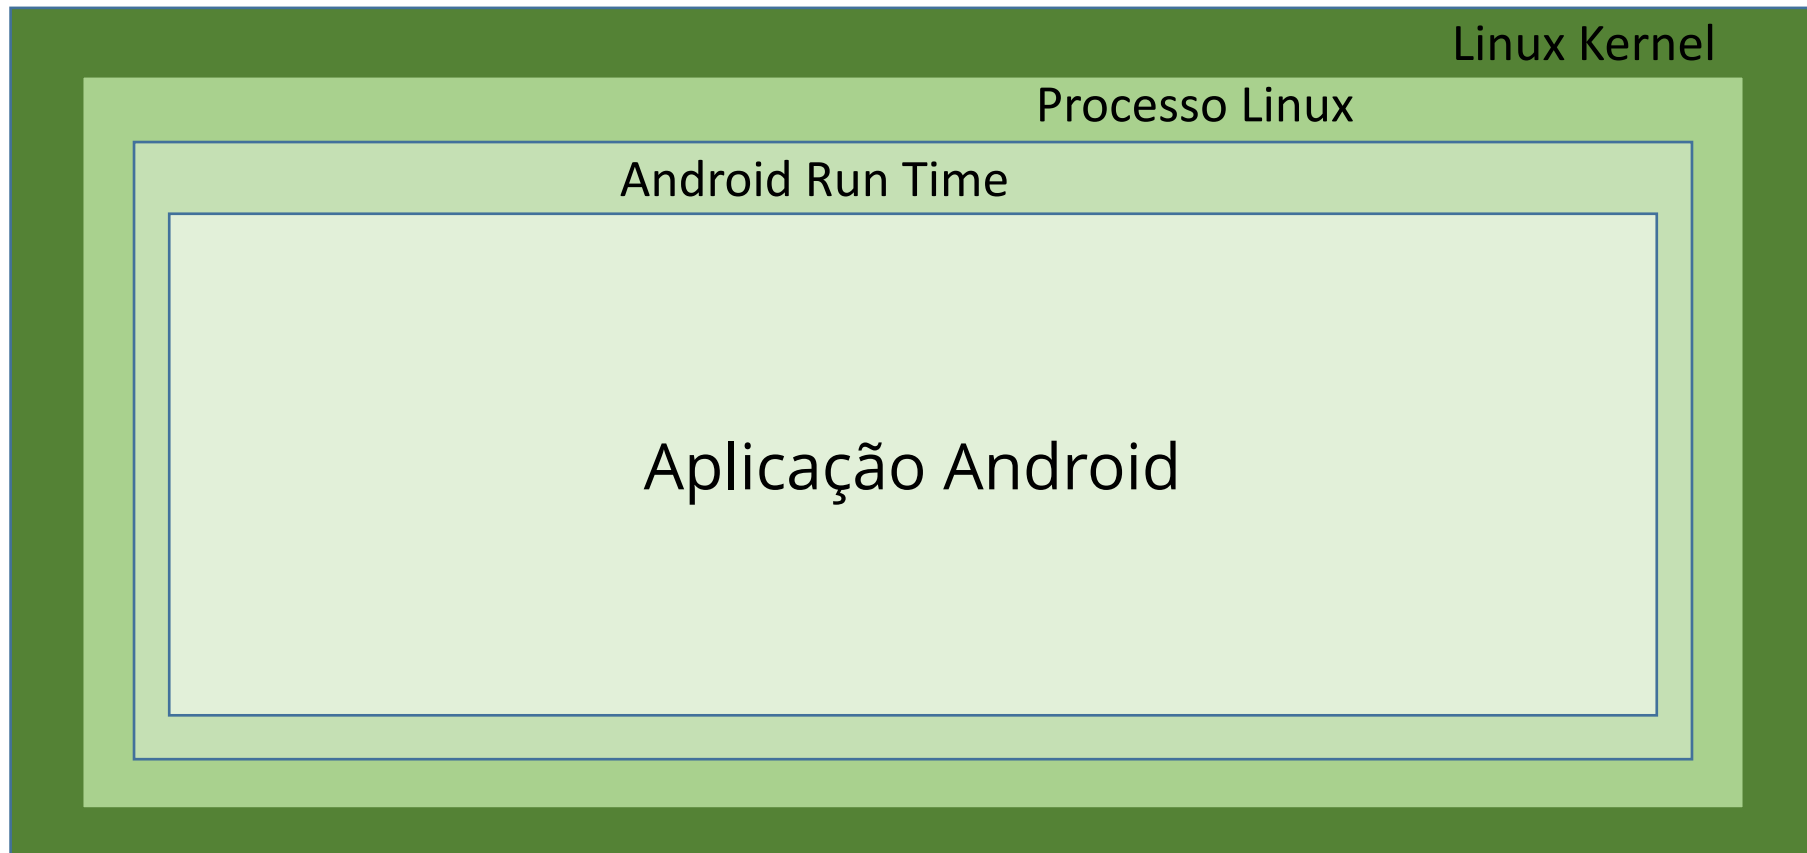 Linux Kernel
Processo Linux
Android Run Time
Aplicação Android